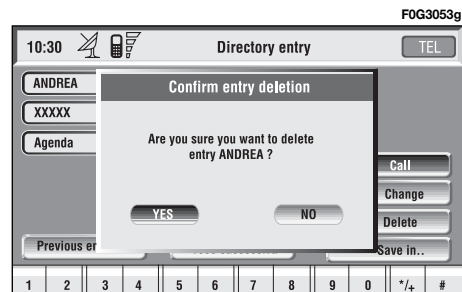 F0G3053g
10:30 Directory entry TEL
ANDREA
Confirm entry deletion
XXXXX
Agenda
Are you sure you want to delete
entry ANDREA ?
Call
Change
YES NO
Delete
Previous
Save in..
1 2 3 4 5 6 7 8 9 0 */+ #